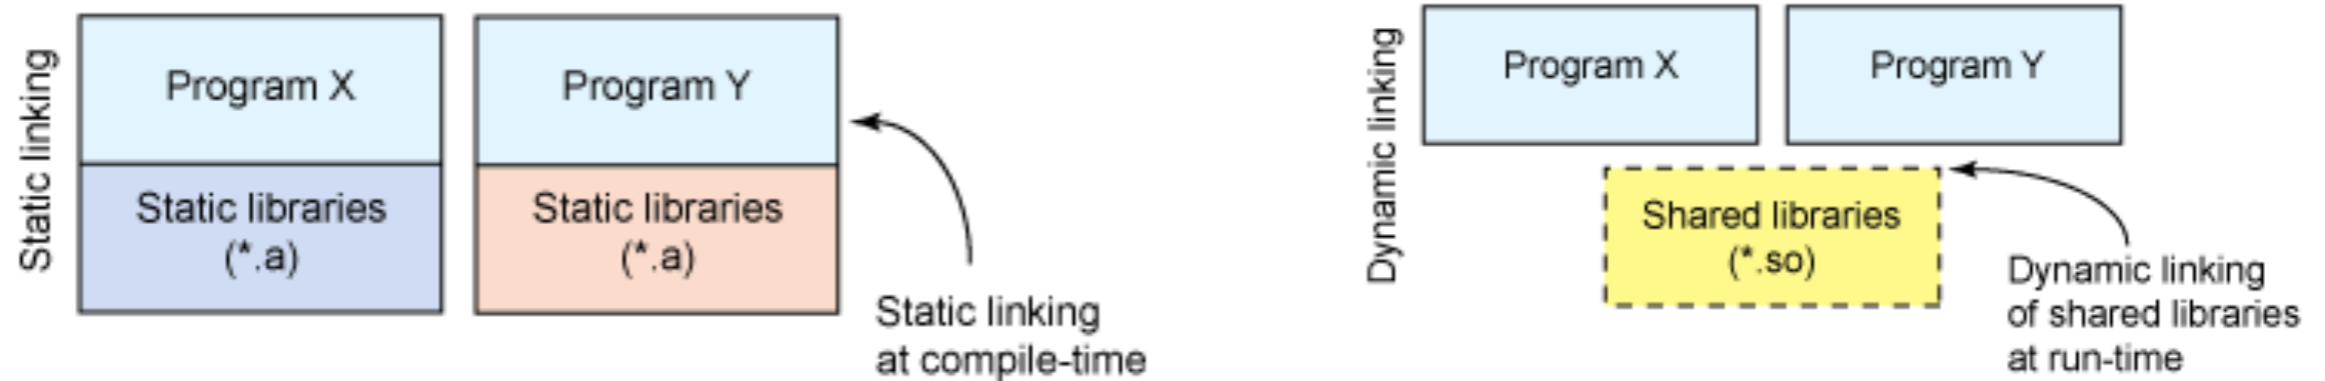 Static linking
Program X
Static libraries
(*.a)
Program Y
Static libraries
(*.a)
Static linking
at compile-time
Dynamic linking
Program X
Program Y
Shared libraries
(*.so)
Dynamic linking
of shared libraries
at run-time